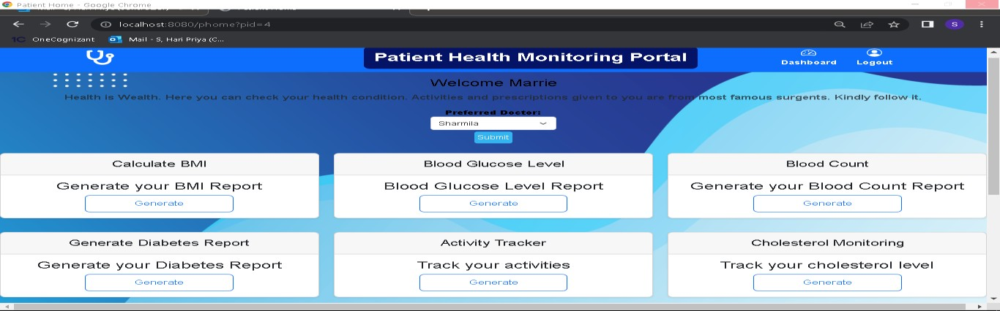 Patient Home - Google Chrome
localhost:8080/phome?pid=4
S
OneCognizant
Mail - S, Hari Priya (C...
Patient Health Monitoring Portal
Dashboard
Logout
Welcome Marrie
Health is Wealth. Here you can check your health condition. Activities and prescriptions given to you are from most famous surgents. Kindly follow it.
Preferred Doctor:
Sharmila
Submit
Calculate BMI
Generate your BMI Report
Generate
Blood Glucose Level
Blood Glucose Level Report
Generate
Blood Count
Generate your Blood Count Report
Generate
Generate Diabetes Report
Generate your Diabetes Report
Generate
Activity Tracker
Track your activities
Generate
Cholesterol Monitoring
Track your cholesterol level
Generate